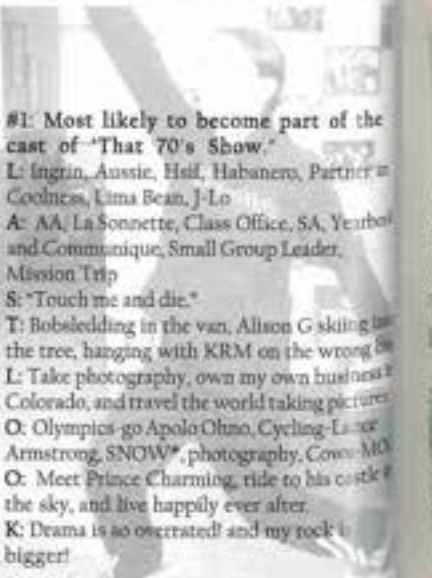 #1: Most likely to become part of the
cast of "That 70's Show."
L: Ingrin, Aussie, Hsif, Habanero, Partner in
Coolness, Lima Bean, J-Lo
A: AA, La Sonnette, Class Office, SA,
and Communique, Small Group Leader,
Mission Trip
S: "Touch me and die."
T: Bobsledding in the van, Alison G skiing
the tree, hanging with KRM on the wrong
L: Take photography, own my own business
Colorado, and travel the world taking pictures
O: Olympics-go Apolo Ohno, Cycling-Lance
Armstrong, SNOW*, photography,
O: Meet Prince Charming, ride to his castle
the sky, and live happily ever after.
K: Drama is so overrated! and my rock is
bigger!